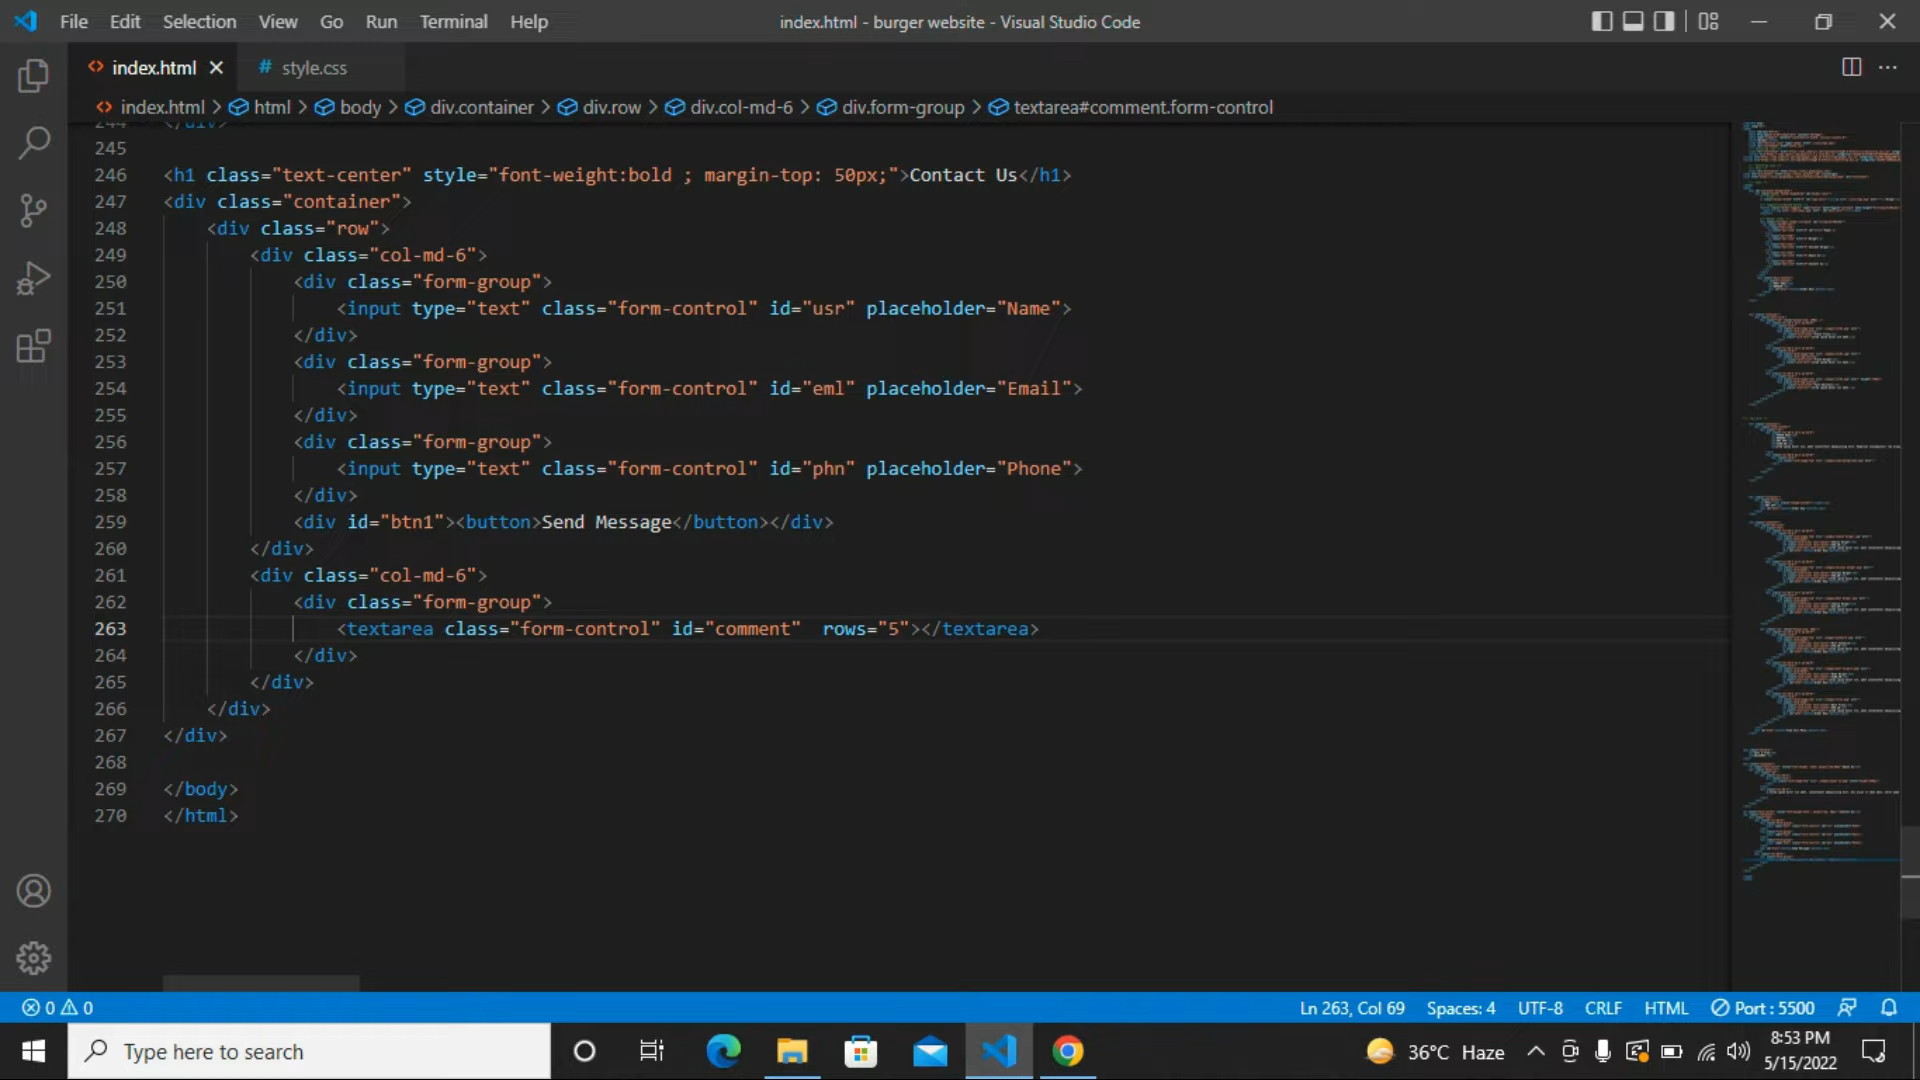 File Edit Selection View Go Run Terminal Help
index.html - burger website - Visual Studio Code
index.html
# style.css
index.html > html > body > div.container > div.row > div.col-md-6 > div.form-group > textarea#comment.form-control
244 </div>
245
246 <h1 class="text-center" style="font-weight:bold ; margin-top: 50px;">Contact Us</h1>
247 <div class="container">
248 <div class="row">
249 <div class="col-md-6">
250 <div class="form-group">
251 <input type="text" class="form-control" id="usr" placeholder="Name">
252 </div>
253 <div class="form-group">
254 <input type="text" class="form-control" id="eml" placeholder="Email">
255 </div>
256 <div class="form-group">
257 <input type="text" class="form-control" id="phn" placeholder="Phone">
258 </div>
259 <div id="btn1"><button>Send Message</button></div>
260 </div>
261 <div class="col-md-6">
262 <div class="form-group">
263 <textarea class="form-control" id="comment"  rows="5"></textarea>
264 </div>
265 </div>
266 </div>
267 </div>
268
269 </body>
270 </html>
0 0
Ln 263, Col 69 Spaces: 4 UTF-8 CRLF HTML Port : 5500
Type here to search
36°C Haze
8:53 PM
5/15/2022